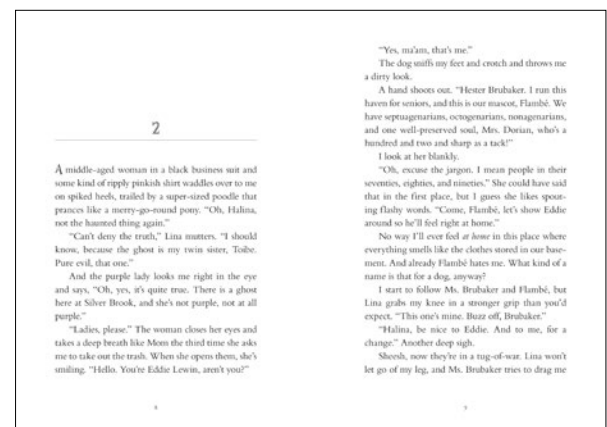 2
A middle-aged woman in a black business suit and
some kind of ripply pinkish shirt waddles over to me
on spiked heels, trailed by a super-sized poodle that
prances like a merry-go-round pony. “Oh, Halina,
not the haunted thing again.”
“Can’t deny the truth,” Lina mutters. “I should
know, because the ghost is my twin sister, Toibe.
Pure evil, that one.”
And the purple lady looks me right in the eye
and says, “Oh, yes, it’s quite true. There is a ghost
here at Silver Brook, and she’s not purple, not at all
purple.”
“Ladies, please.” The woman closes her eyes and
takes a deep breath like Mom the third time she asks
me to take out the trash. When she opens them, she’s
smiling. “Hello. You’re Eddie Lewin, aren’t you?”
8
“Yes, ma’am, that’s me.”
The dog sniffs my feet and crotch and throws me
a dirty look.
A hand shoots out. “Hester Brubaker. I run this
haven for seniors, and this is our mascot, Flambé. We
have septuagenarians, octogenarians, nonagenarians,
and one well-preserved soul, Mrs. Dorian, who’s a
hundred and two and sharp as a tack!”
I look at her blankly.
“Oh, excuse the jargon. I mean people in their
seventies, eighties, and nineties.” She could have said
that in the first place, but I guess she likes spout-
ing flashy words. “Come, Flambé, let’s show Eddie
around so he’ll feel right at home.”
No way I’ll ever feel at home in this place where
everything smells like the clothes stored in our base-
ment. And already Flambé hates me. What kind of a
name is that for a dog, anyway?
I start to follow Ms. Brubaker and Flambé, but
Lina grabs my knee in a stronger grip than you’d
expect. “This one’s mine. Buzz off, Brubaker.”
“Halina, be nice to Eddie. And to me, for a
change.” Another deep sigh.
Sheesh, now they’re in a tug-of-war. Lina won’t
let go of my leg, and Ms. Brubaker tries to drag me
9